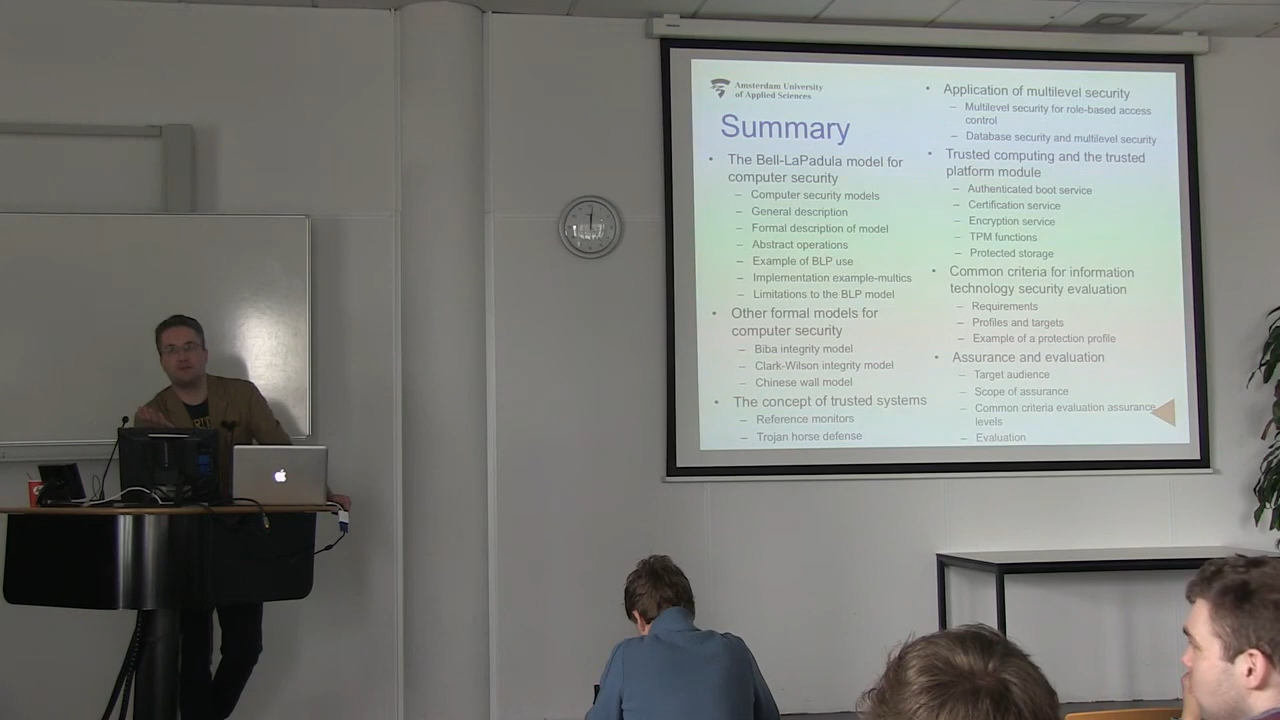 Amsterdam University
of Applied Sciences
Summary
• The Bell-LaPadula model for
computer security
– Computer security models
– General description
– Formal description of model
– Abstract operations
– Example of BLP use
– Implementation example-multics
– Limitations to the BLP model
• Other formal models for
computer security
– Biba integrity model
– Clark-Wilson integrity model
– Chinese wall model
• The concept of trusted systems
– Reference monitors
– Trojan horse defense
• Application of multilevel security
– Multilevel security for role-based access
control
– Database security and multilevel security
• Trusted computing and the trusted
platform module
– Authenticated boot service
– Certification service
– Encryption service
– TPM functions
– Protected storage
• Common criteria for information
technology security evaluation
– Requirements
– Profiles and targets
– Example of a protection profile
• Assurance and evaluation
– Target audience
– Scope of assurance
– Common criteria evaluation assurance
levels
– Evaluation